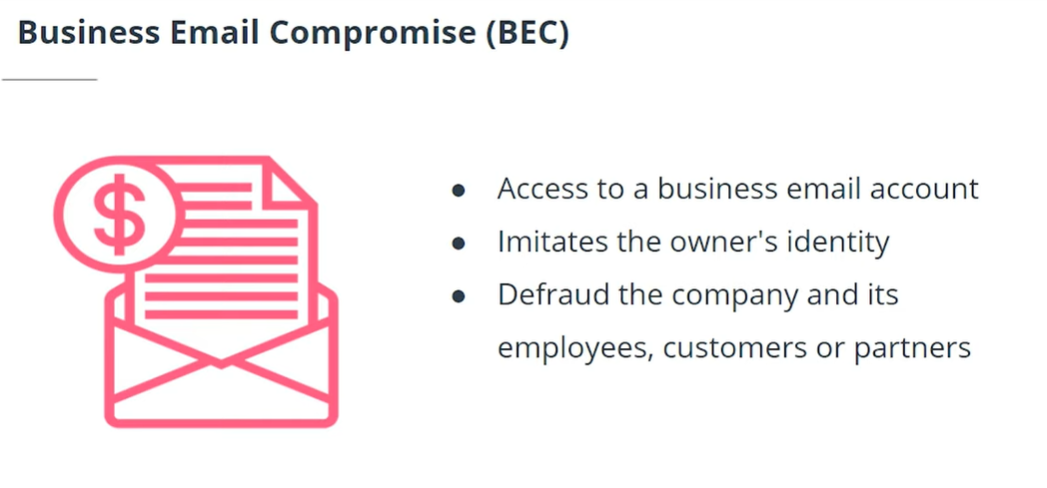 Business Email Compromise (BEC)
$
● Access to a business email account
● Imitates the owner's identity
● Defraud the company and its
employees, customers or partners